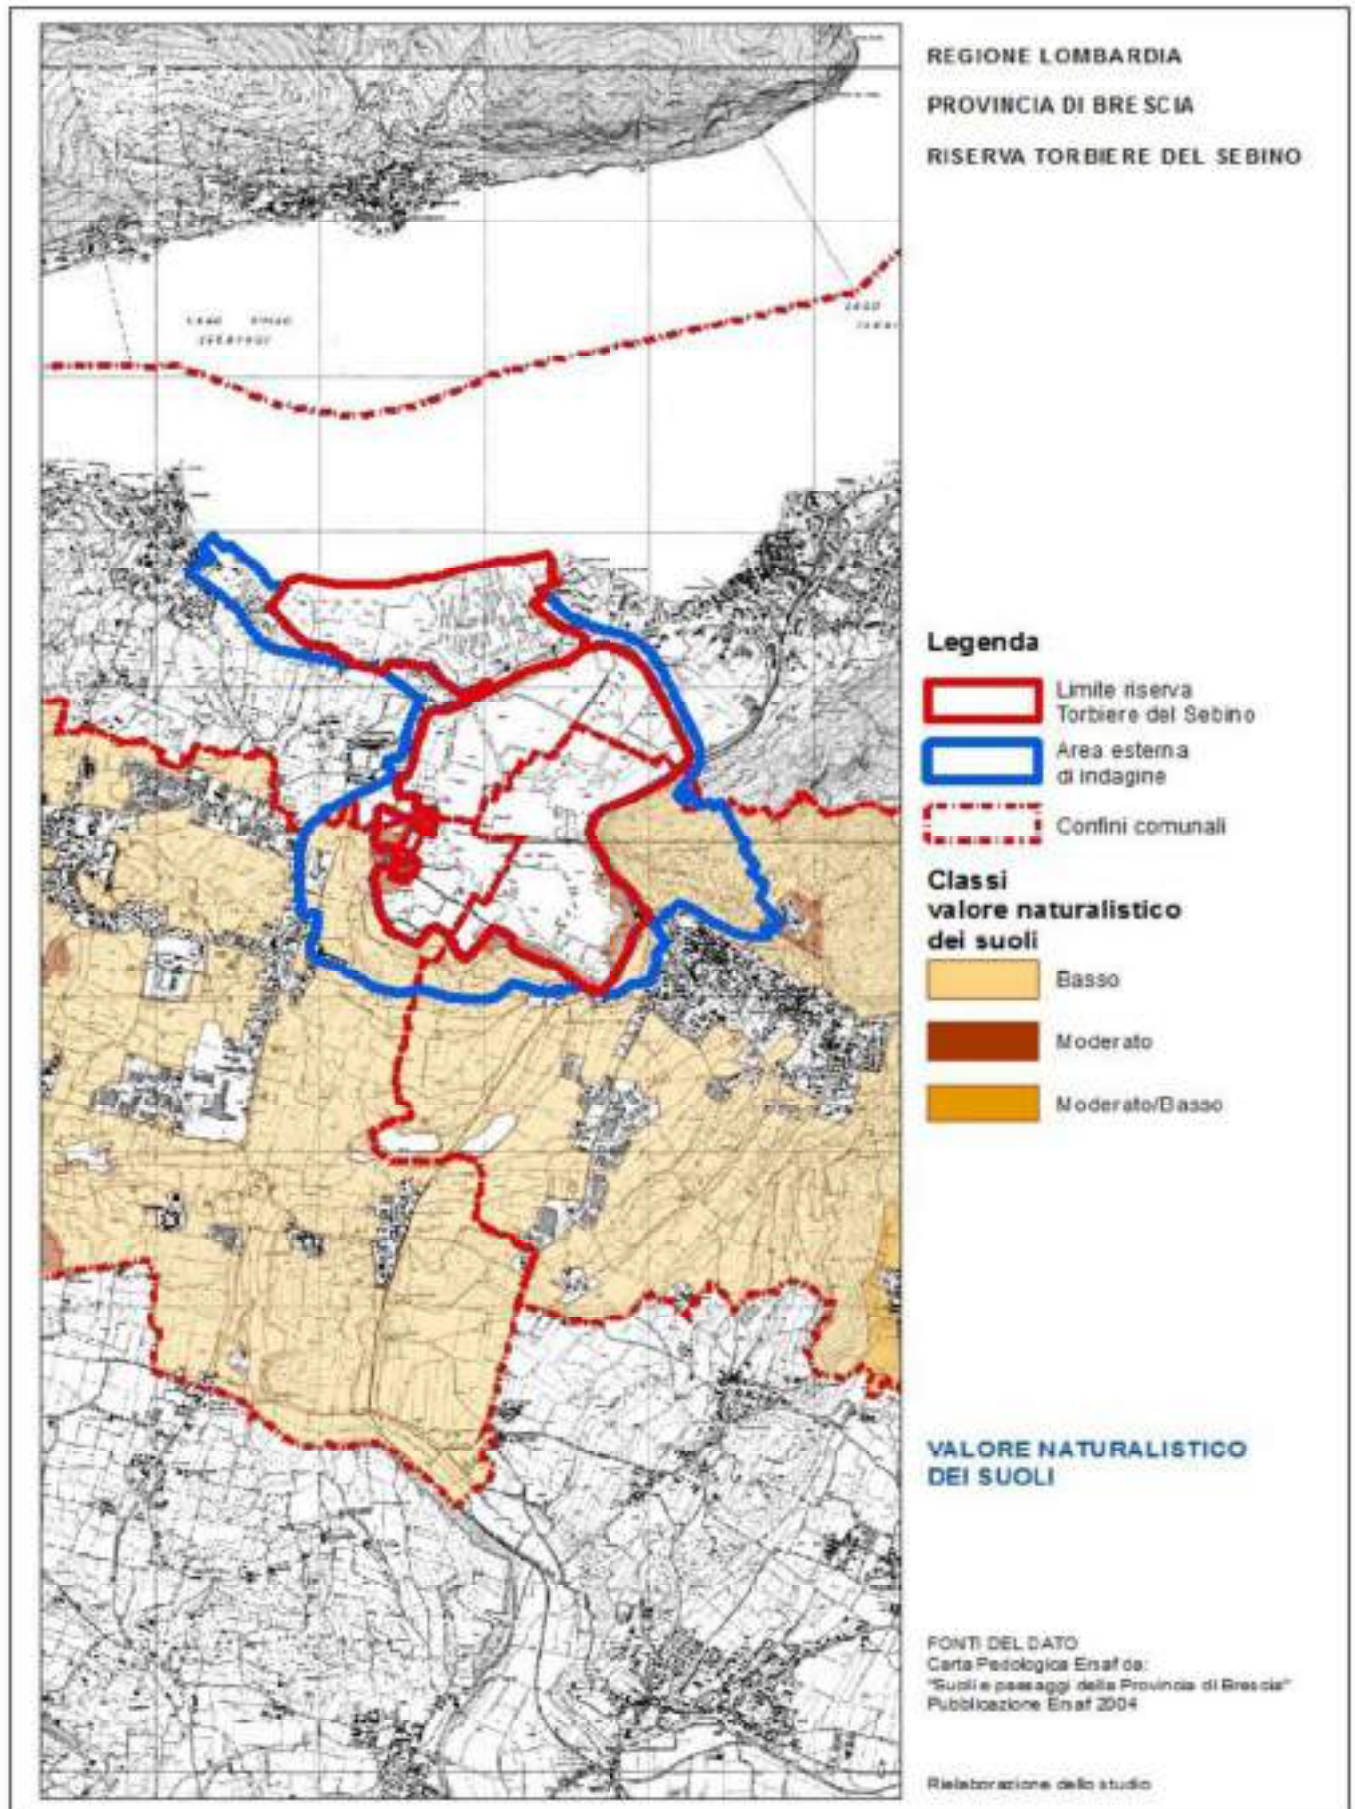 REGIONE LOMBARDIA
PROVINCIA DI BRESCIA
RISERVA TORBIERE DEL SEBINO
Legenda
Limite riserva
Torbiere del Sebino
Area esterna
di indagine
Confini comunali
Classi
valore naturalistico
dei suoli
Basso
Moderato
Moderato/Basso
VALORE NATURALISTICO
DEI SUOLI
FONTI DEL DATO
Carta Pedologica Ersaf da:
"Suoli e paesaggi della Provincia di Brescia"
Pubblicazione Ersaf 2004
Rielaborazione dello studio